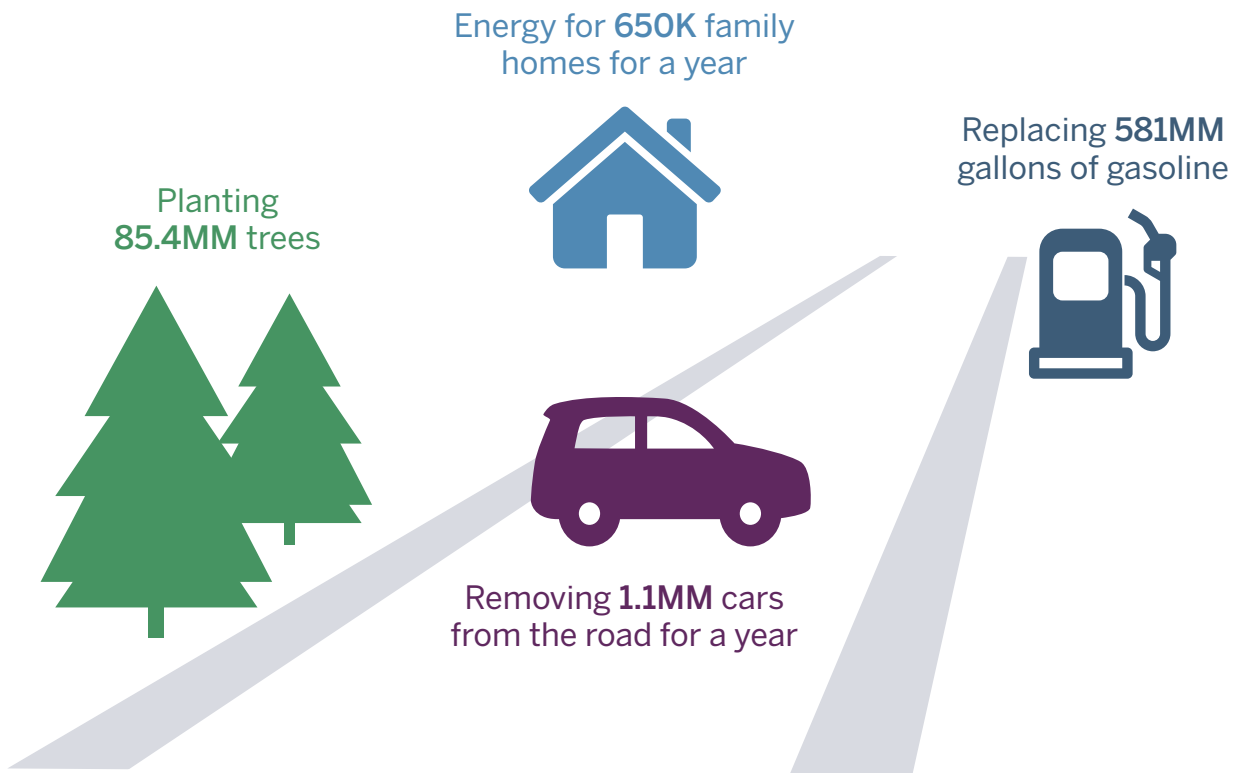 Energy for 650K family
homes for a year
Replacing 581MM
gallons of gasoline
Planting
85.4MM trees
Removing 1.1MM cars
from the road for a year